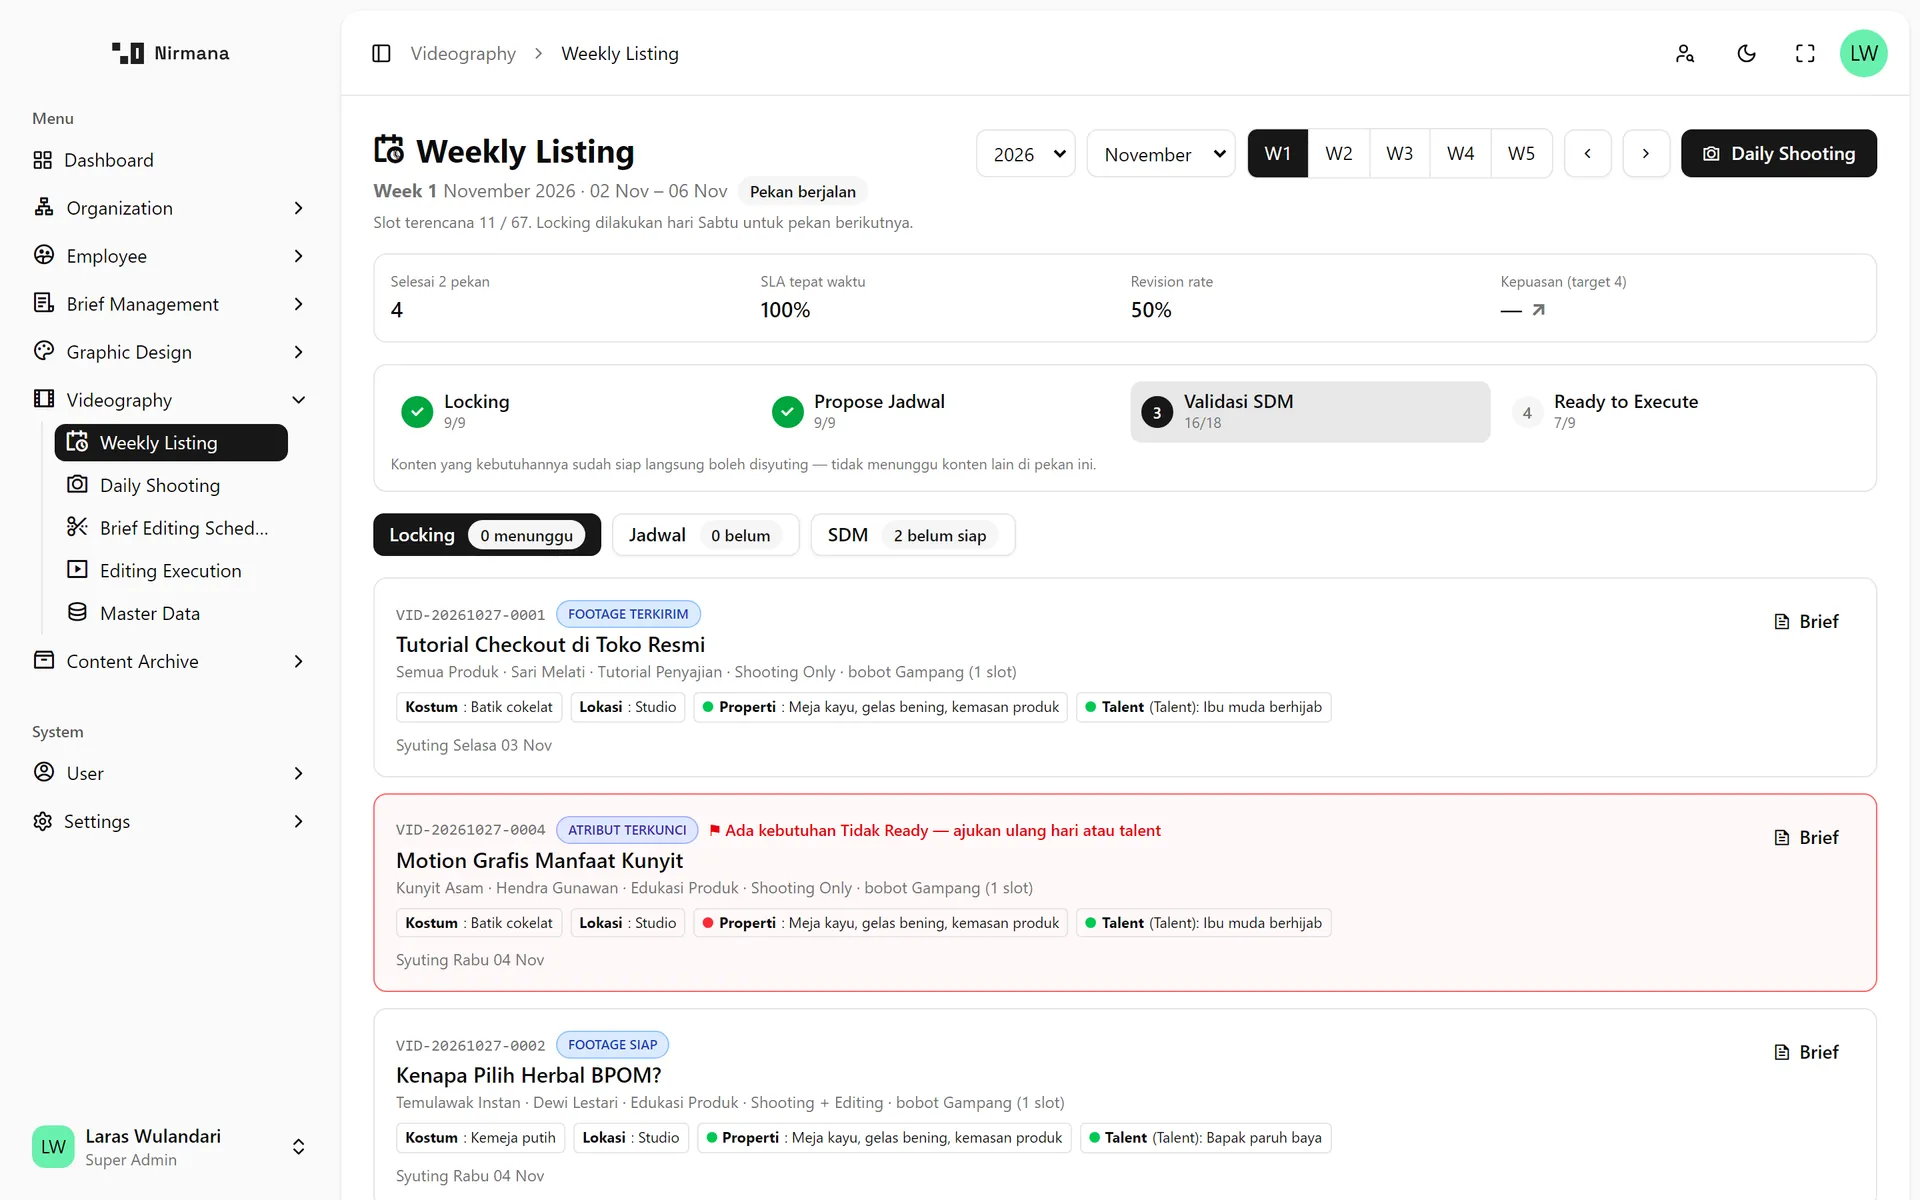 Nirmana
Menu
Dashboard
Organization
Employee
Brief Management
Graphic Design
Videography
Weekly Listing
Daily Shooting
Brief Editing Sched...
Editing Execution
Master Data
Content Archive
System
User
Settings
LW
Laras Wulandari
Super Admin
Videography > Weekly Listing
LW
Weekly Listing
Week 1 November 2026 · 02 Nov – 06 Nov Pekan berjalan
Slot terencana 11 / 67. Locking dilakukan hari Sabtu untuk pekan berikutnya.
2026 November W1 W2 W3 W4 W5 Daily Shooting
Selesai 2 pekan
4
SLA tepat waktu
100%
Revision rate
50%
Kepuasan (target 4)
—
Locking
9/9
Propose Jadwal
9/9
3 Validasi SDM
16/18
4 Ready to Execute
7/9
Konten yang kebutuhannya sudah siap langsung boleh disyuting — tidak menunggu konten lain di pekan ini.
Locking 0 menunggu Jadwal 0 belum SDM 2 belum siap
VID-20261027-0001 FOOTAGE TERKIRIM
Brief
Tutorial Checkout di Toko Resmi
Semua Produk · Sari Melati · Tutorial Penyajian · Shooting Only · bobot Gampang (1 slot)
Kostum : Batik cokelat Lokasi : Studio Properti : Meja kayu, gelas bening, kemasan produk Talent (Talent): Ibu muda berhijab
Syuting Selasa 03 Nov
VID-20261027-0004 ATRIBUT TERKUNCI Ada kebutuhan Tidak Ready — ajukan ulang hari atau talent
Brief
Motion Grafis Manfaat Kunyit
Kunyit Asam · Hendra Gunawan · Edukasi Produk · Shooting Only · bobot Gampang (1 slot)
Kostum : Batik cokelat Lokasi : Studio Properti : Meja kayu, gelas bening, kemasan produk Talent (Talent): Ibu muda berhijab
Syuting Rabu 04 Nov
VID-20261027-0002 FOOTAGE SIAP
Brief
Kenapa Pilih Herbal BPOM?
Temulawak Instan · Dewi Lestari · Edukasi Produk · Shooting + Editing · bobot Gampang (1 slot)
Kostum : Kemeja putih Lokasi : Studio Properti : Meja kayu, gelas bening, kemasan produk Talent (Talent): Bapak paruh baya
Syuting Rabu 04 Nov